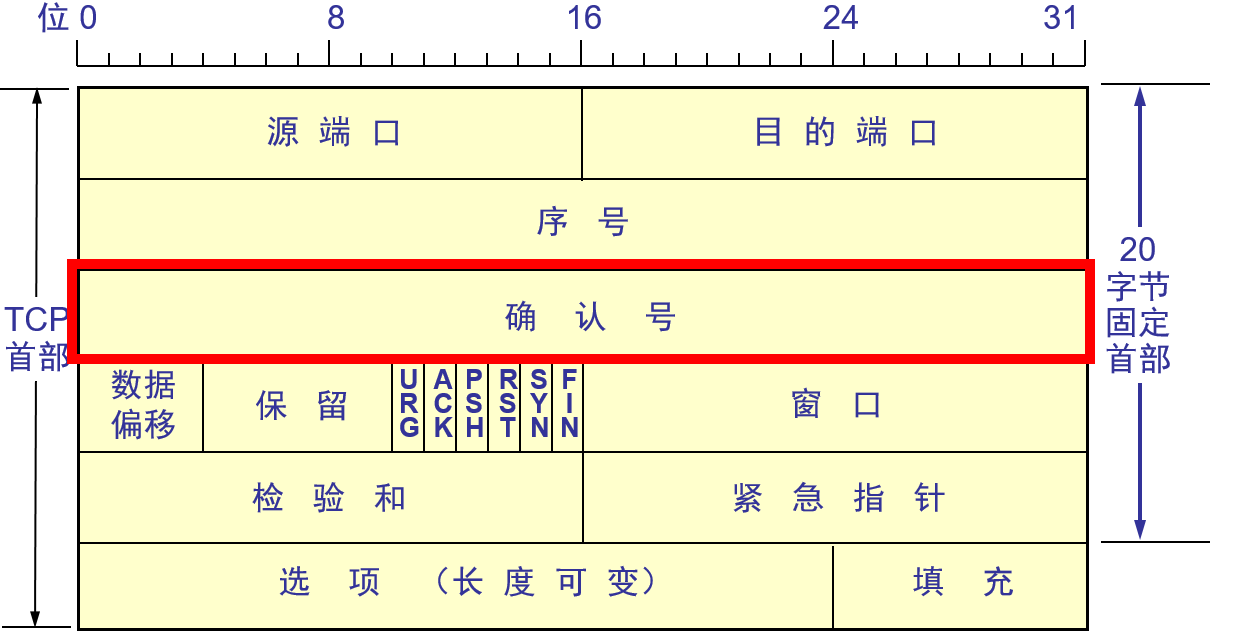 位 0 8 16 24 31
源 端 口 目 的 端 口
序 号
确 认 号
TCP
首部
20
字节
固定
首部
数据
偏移
保 留
URG
ACK
PSH
RST
SYN
FIN
窗 口
检 验 和 紧 急 指 针
选 项 （长 度 可 变） 填 充